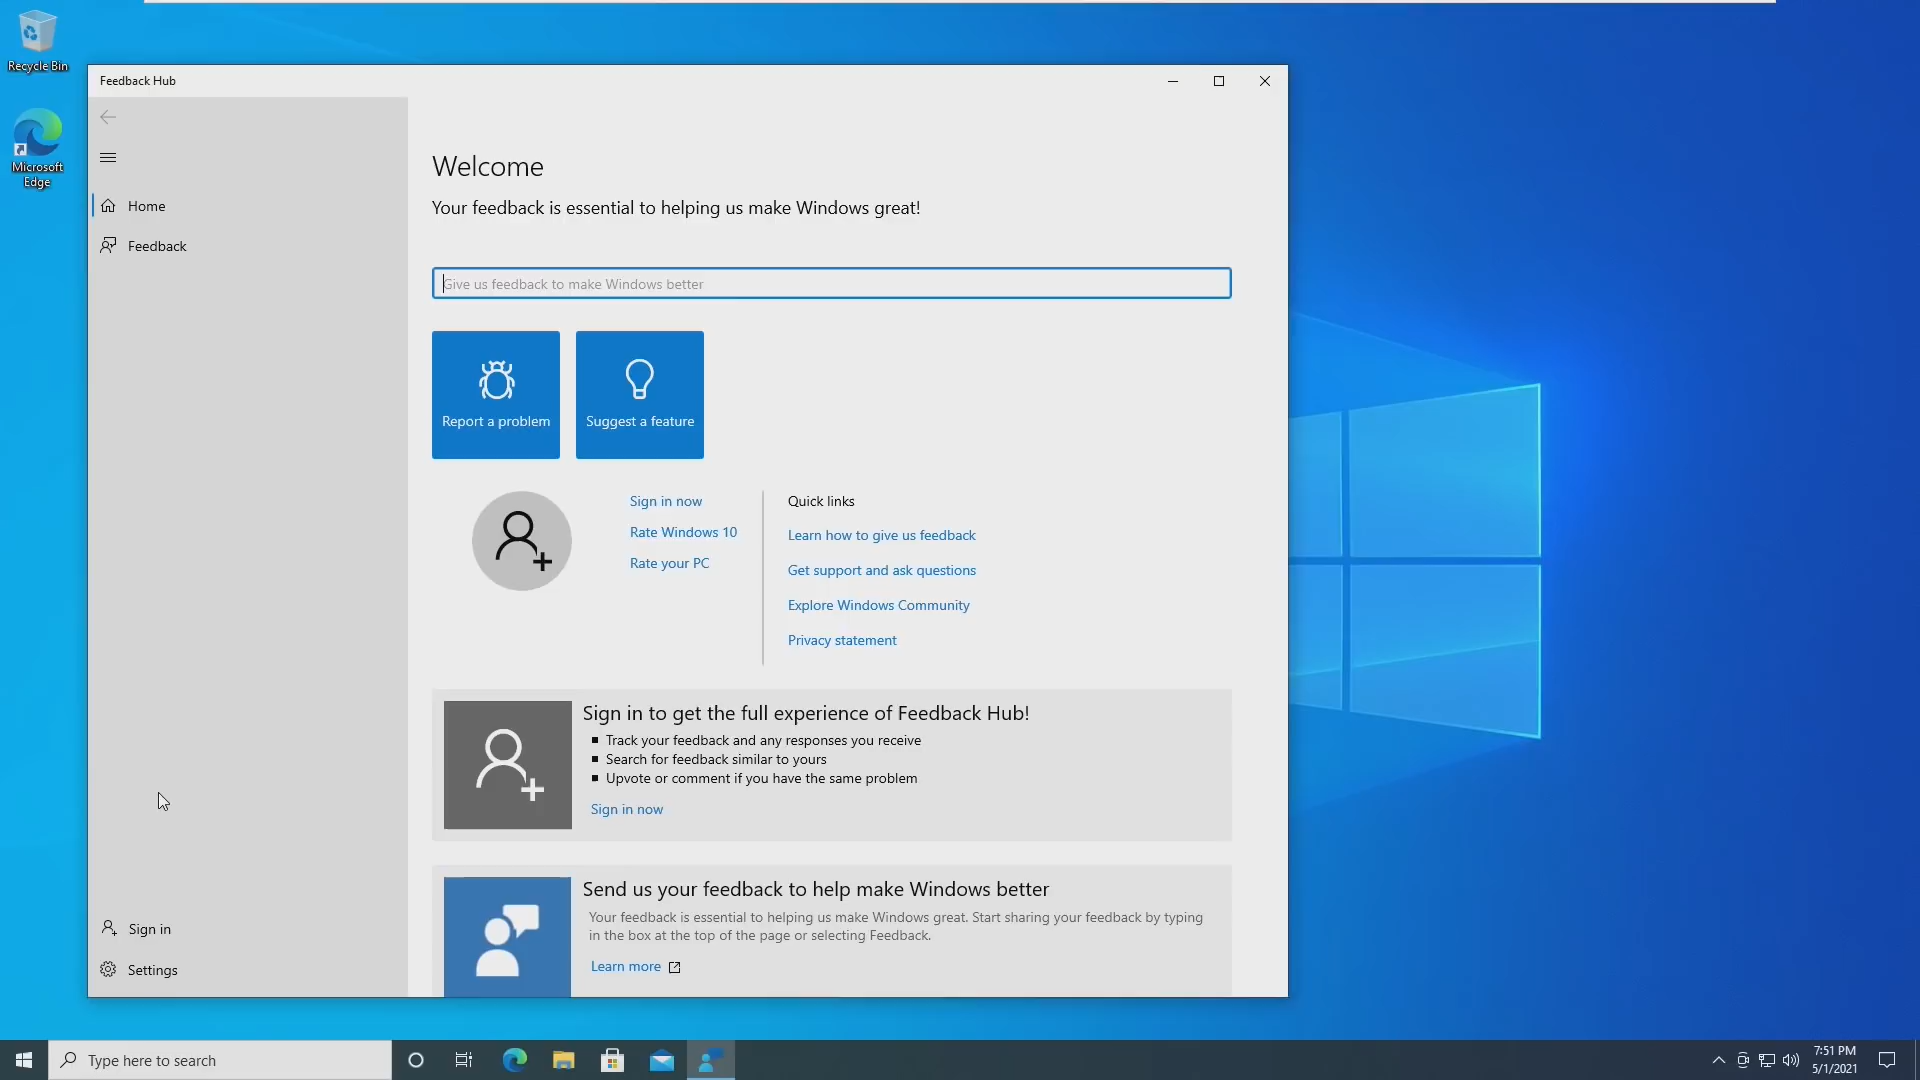 Recycle Bin
Microsoft
Edge
Feedback Hub
Home
Feedback
Sign in
Settings
Welcome
Your feedback is essential to helping us make Windows great!
Give us feedback to make Windows better
Report a problem
Suggest a feature
Sign in now
Rate Windows 10
Rate your PC
Quick links
Learn how to give us feedback
Get support and ask questions
Explore Windows Community
Privacy statement
Sign in to get the full experience of Feedback Hub!
Track your feedback and any responses you receive
Search for feedback similar to yours
Upvote or comment if you have the same problem
Sign in now
Send us your feedback to help make Windows better
Your feedback is essential to helping us make Windows great. Start sharing your feedback by typing
in the box at the top of the page or selecting Feedback.
Learn more
Type here to search
7:51 PM
5/1/2021